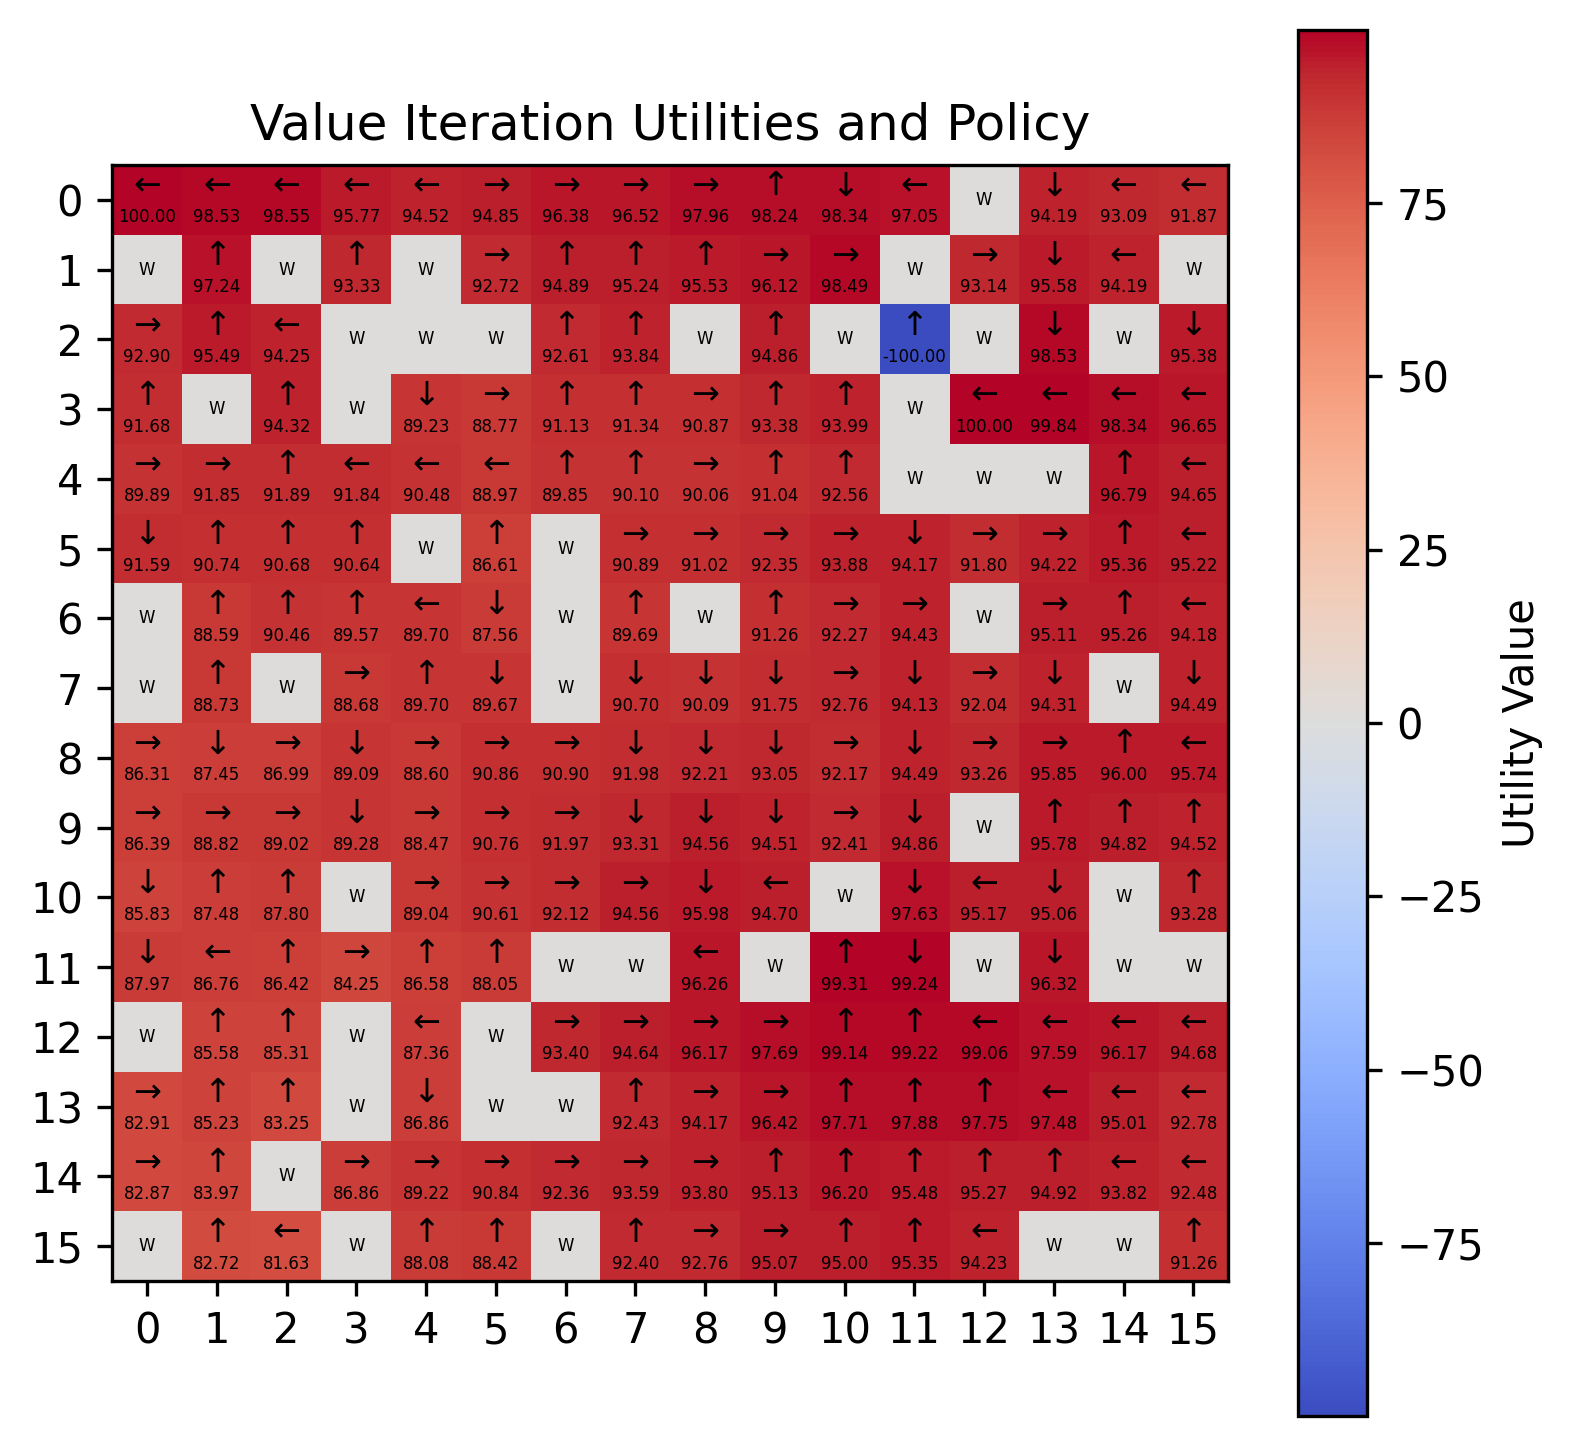 Value Iteration Utilities and Policy
← ← ← ← ← → → → → ↑ ↓ ← ↓ ← ←
0 W
100.00 98.53 98.55 95.77 94.52 94.85 96.38 96.52 97.96 98.24 98.34 97.05 94.19 93.09 91.87
↑ ↑ → ↑ ↑ ↑ → → → ↓ ←
1 W W W W W
97.24 93.33 92.72 94.89 95.24 95.53 96.12 98.49 93.14 95.58 94.19
→ ↑ ← ↑ ↑ ↑ ↑ ↓ ↓
2 W W W W W W W
92.90 95.49 94.25 92.61 93.84 94.86 -100.00 98.53 95.38
↑ ↑ ↓ → ↑ ↑ → ↑ ↑ ← ← ← ←
3 W W W
91.68 94.32 89.23 88.77 91.13 91.34 90.87 93.38 93.99 100.00 99.84 98.34 96.65
→ → ↑ ← ← ← ↑ ↑ → ↑ ↑ ↑ ←
4 W W W
89.89 91.85 91.89 91.84 90.48 88.97 89.85 90.10 90.06 91.04 92.56 96.79 94.65
↓ ↑ ↑ ↑ ↑ → → → → ↓ → → ↑ ←
5 W W
91.59 90.74 90.68 90.64 86.61 90.89 91.02 92.35 93.88 94.17 91.80 94.22 95.36 95.22
↑ ↑ ↑ ← ↓ ↑ ↑ → → → ↑ ←
6 W W W W
88.59 90.46 89.57 89.70 87.56 89.69 91.26 92.27 94.43 95.11 95.26 94.18
↑ → ↑ ↓ ↓ ↓ ↓ → ↓ → ↓ ↓
7 W W W W
88.73 88.68 89.70 89.67 90.70 90.09 91.75 92.76 94.13 92.04 94.31 94.49
→ ↓ → ↓ → → → ↓ ↓ ↓ → ↓ → → ↑ ←
8
86.31 87.45 86.99 89.09 88.60 90.86 90.90 91.98 92.21 93.05 92.17 94.49 93.26 95.85 96.00 95.74
→ → → ↓ → → → ↓ ↓ ↓ → ↓ ↑ ↑ ↑
9 W
86.39 88.82 89.02 89.28 88.47 90.76 91.97 93.31 94.56 94.51 92.41 94.86 95.78 94.82 94.52
↓ ↑ ↑ → → → → ↓ ← ↓ ← ↓ ↑
10 W W W
85.83 87.48 87.80 89.04 90.61 92.12 94.56 95.98 94.70 97.63 95.17 95.06 93.28
↓ ← ↑ → ↑ ↑ ← ↑ ↓ ↓
11 W W W W W W
87.97 86.76 86.42 84.25 86.58 88.05 96.26 99.31 99.24 96.32
↑ ↑ ← → → → → ↑ ↑ ← ← ← ←
12 W W W
85.58 85.31 87.36 93.40 94.64 96.17 97.69 99.14 99.22 99.06 97.59 96.17 94.68
→ ↑ ↑ ↓ ↑ → → ↑ ↑ ↑ ← ← ←
13 W W W
82.91 85.23 83.25 86.86 92.43 94.17 96.42 97.71 97.88 97.75 97.48 95.01 92.78
→ ↑ → → → → → → ↑ ↑ ↑ ↑ ↑ ← ←
14 W
82.87 83.97 86.86 89.22 90.84 92.36 93.59 93.80 95.13 96.20 95.48 95.27 94.92 93.82 92.48
↑ ← ↑ ↑ ↑ → → ↑ ↑ ← ↑
15 W W W W W
82.72 81.63 88.08 88.42 92.40 92.76 95.07 95.00 95.35 94.23 91.26
0 1 2 3 4 5 6 7 8 9 10 11 12 13 14 15
75
50
25
0
−25
−50
−75
Utility Value